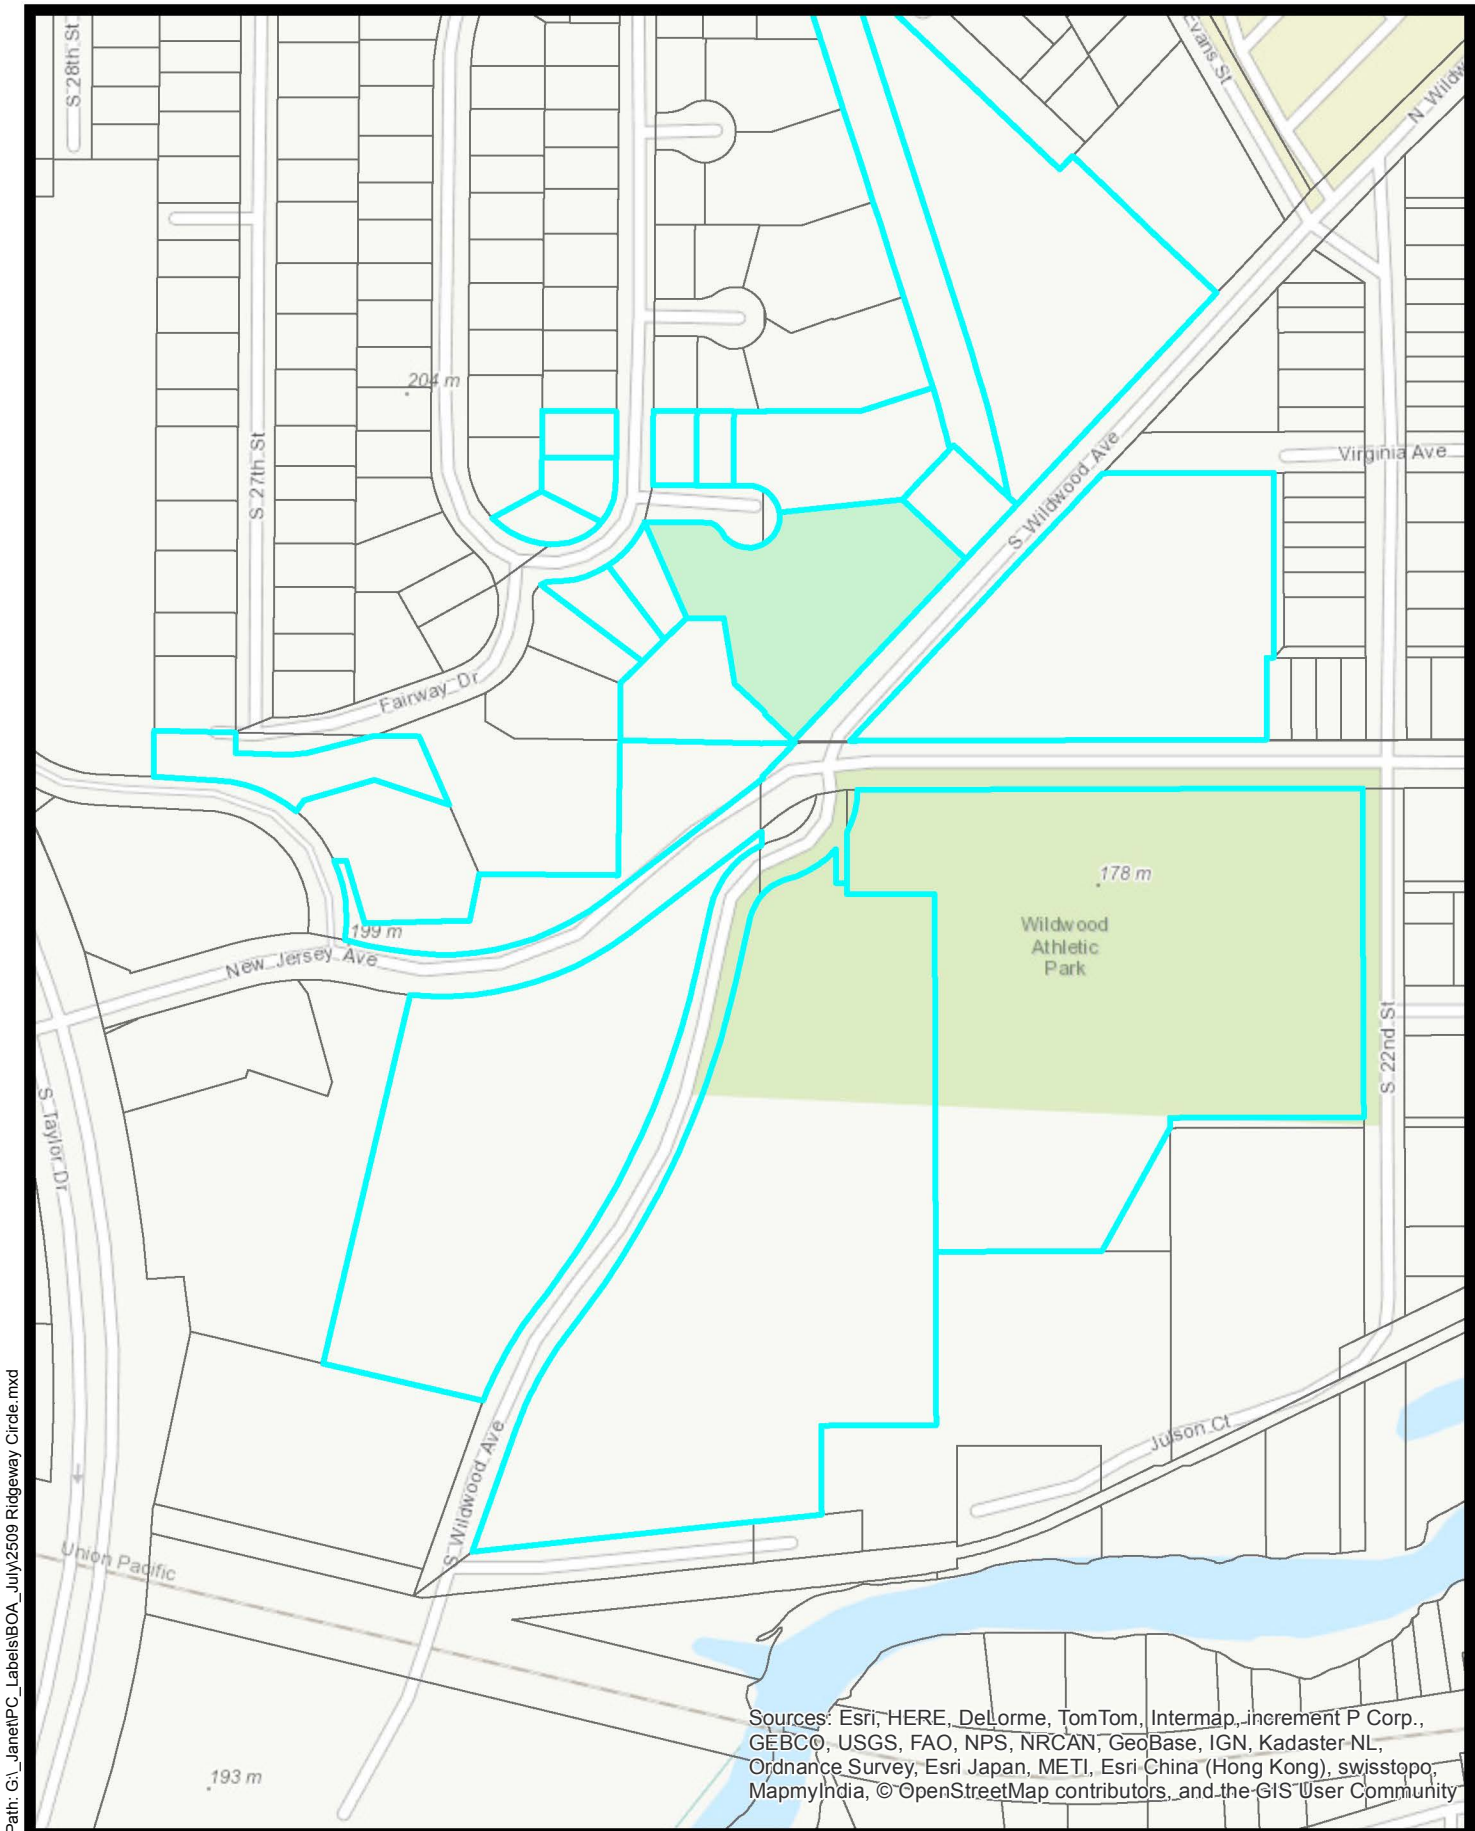 S 28th St
Evans St
N Wildw
204 m
S 27th St
Virginia Ave
S Wildwood Ave
Fairway Dr
178 m
Wildwood
Athletic
Park
199 m
New Jersey Ave
S 22nd St
S Taylor Dr
Julson Ct
S Wildwood Ave
Union Pacific
193 m
Sources: Esri, HERE, DeLorme, TomTom, Intermap, increment P Corp.,
GEBCO, USGS, FAO, NPS, NRCAN, GeoBase, IGN, Kadaster NL,
Ordnance Survey, Esri Japan, METI, Esri China (Hong Kong), swisstopo,
MapmyIndia, © OpenStreetMap contributors, and the GIS User Community
Path: G:\_Janet\PC_Labels\BOA_July\2509 Ridgeway Cirde.mxd